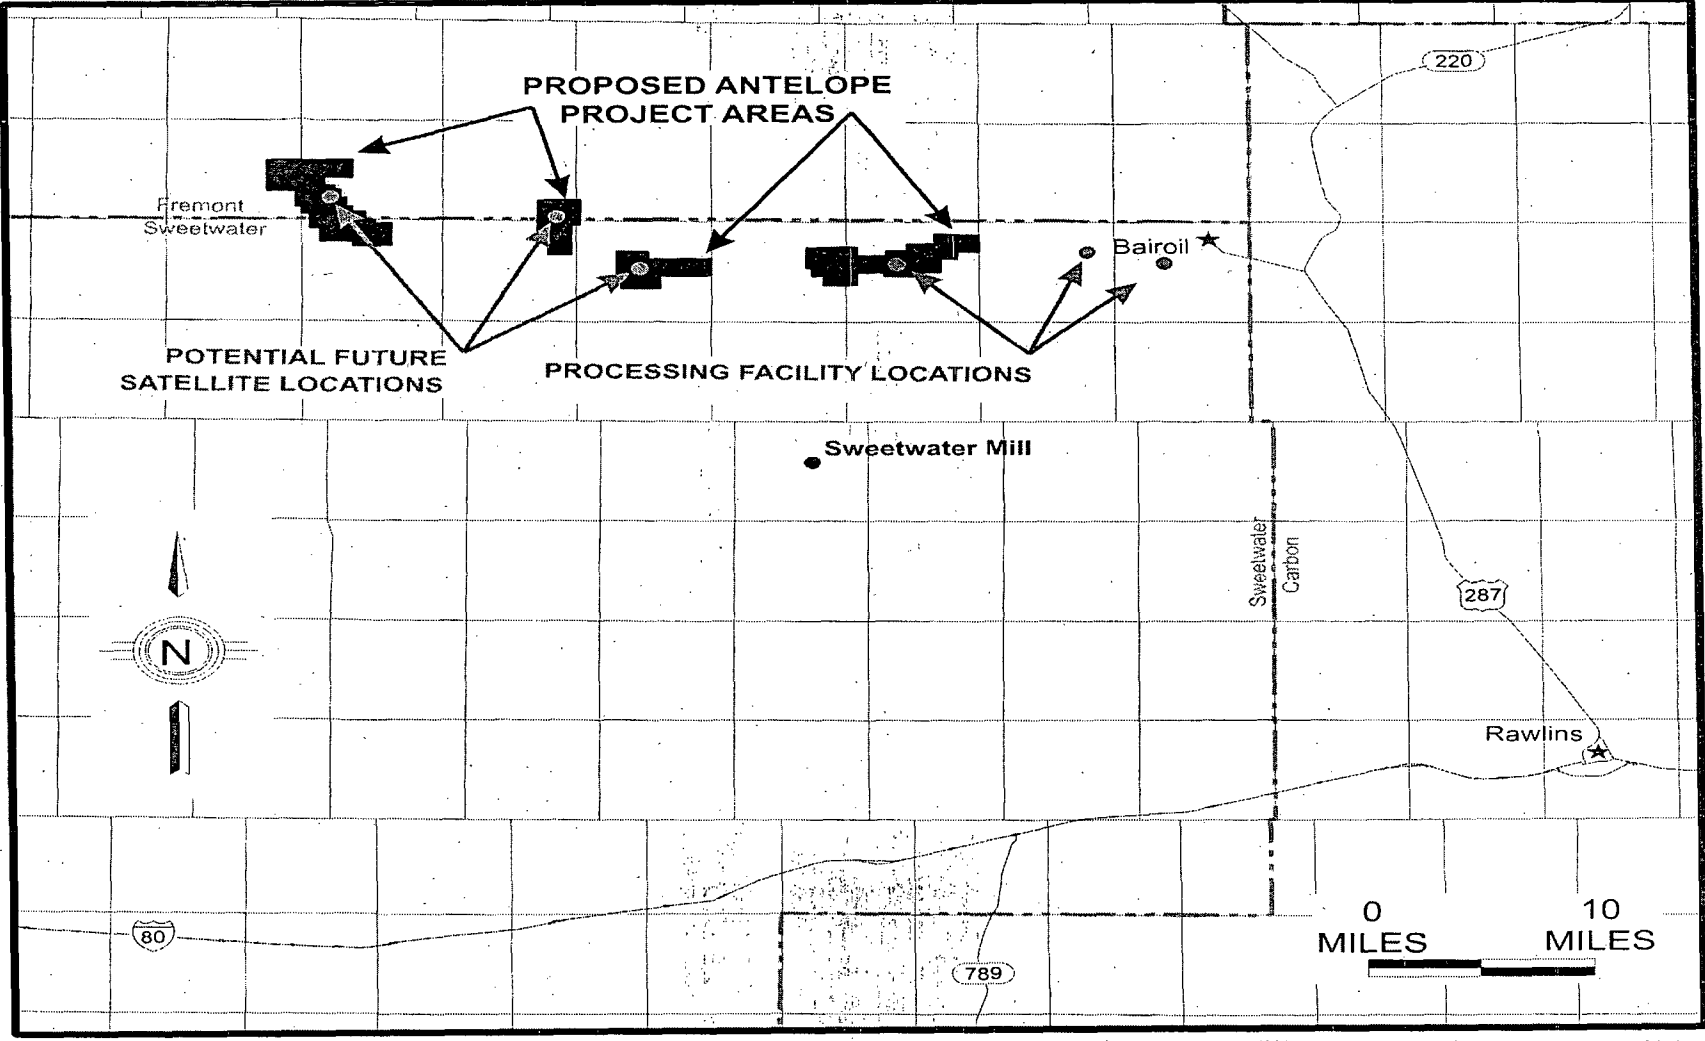 220
PROPOSED ANTELOPE
PROJECT AREAS
Fremont
Sweetwater
Bairoil
POTENTIAL FUTURE
SATELLITE LOCATIONS
PROCESSING FACILITY LOCATIONS
Sweetwater Mill
Sweetwater
Carbon
287
N
Rawlins
0
MILES
10
MILES
80
789